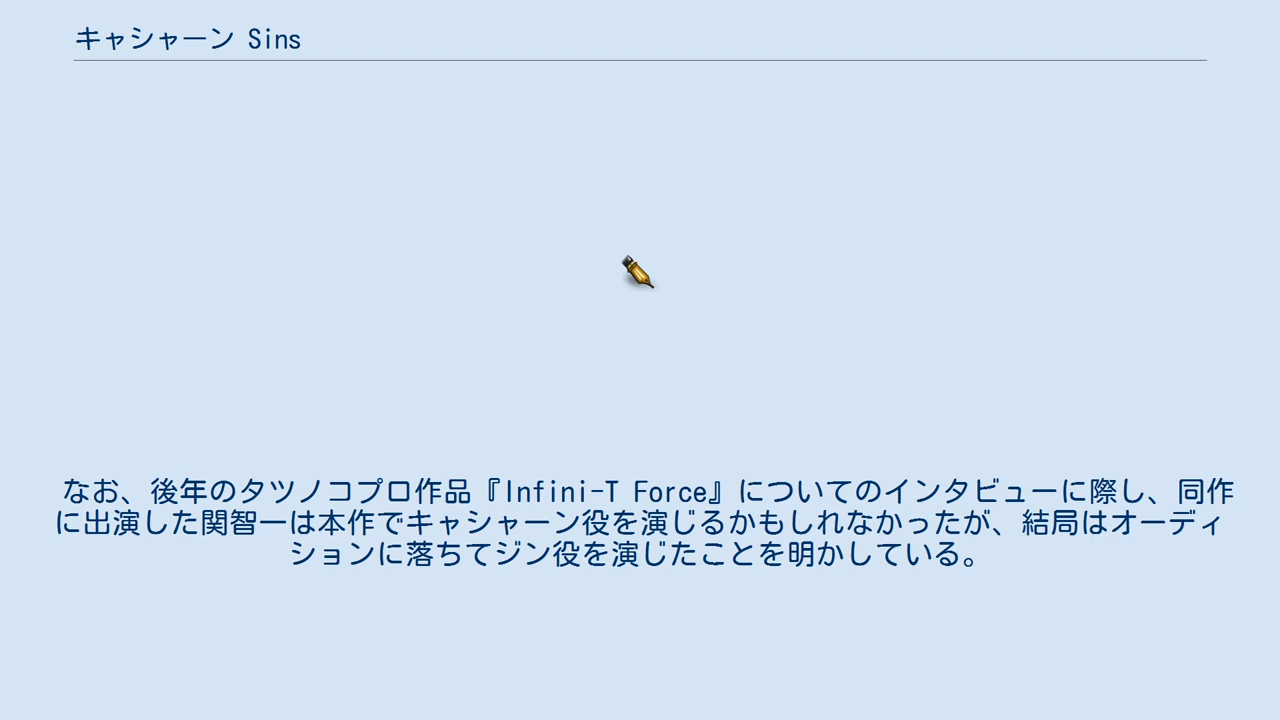 キャシャーン Sins
なお、後年のタツノコプロ作品『Infini-T Force』についてのインタビューに際し、同作
に出演した関智一は本作でキャシャーン役を演じるかもしれなかったが、結局はオーディ
ションに落ちてジン役を演じたことを明かしている。